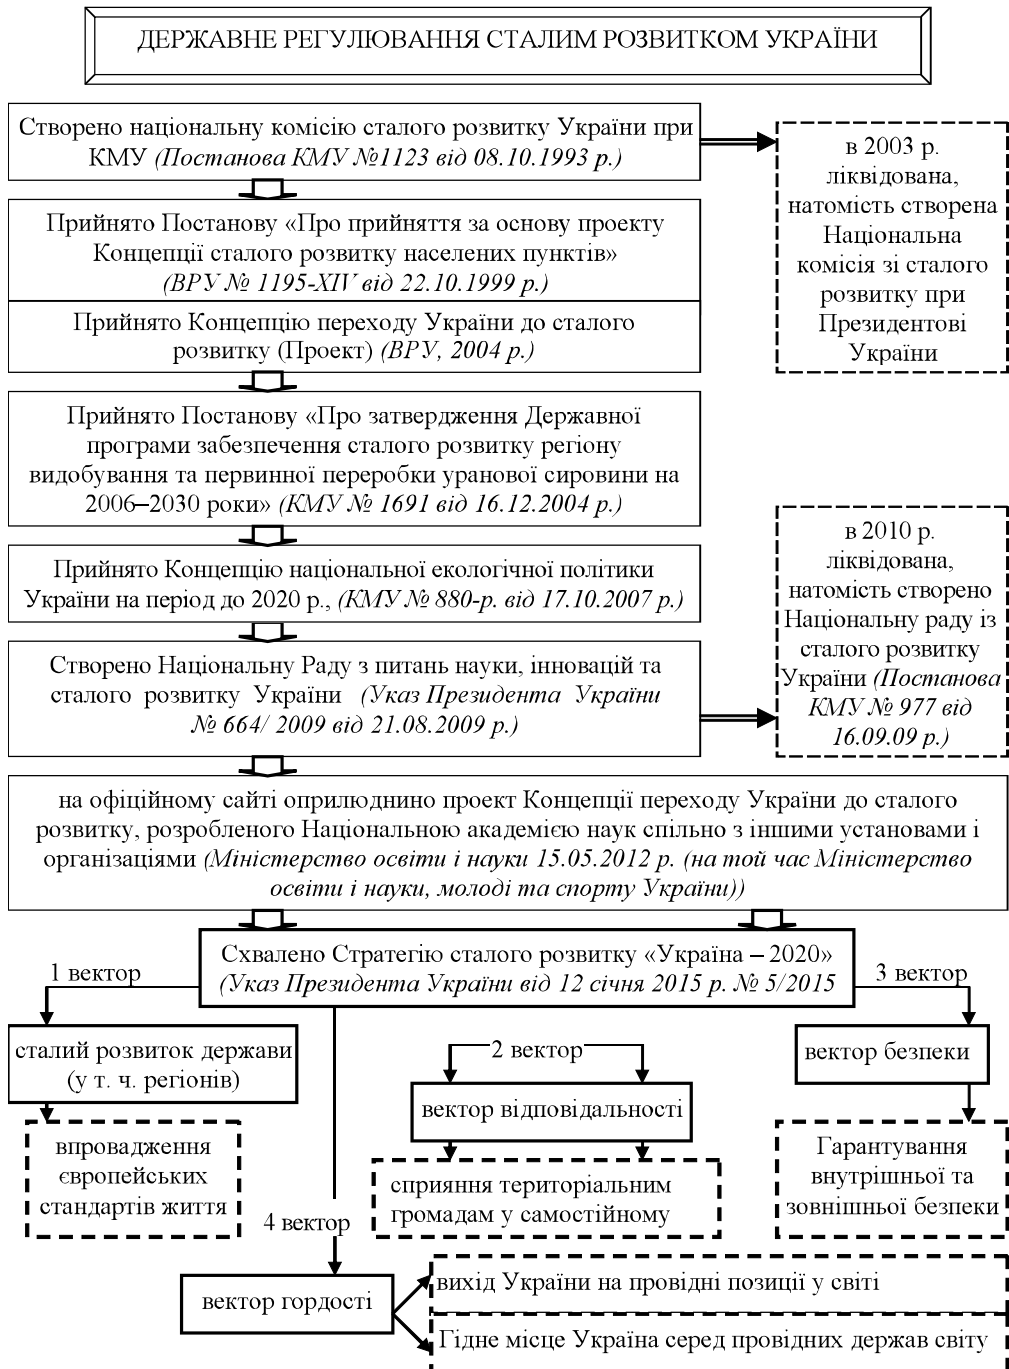 ДЕРЖАВНЕ РЕГУЛЮВАННЯ СТАЛИМ РОЗВИТКОМ УКРАЇНИ
Створено національну комісію сталого розвитку України при
КМУ (Постанова КМУ №1123 від 08.10.1993 р.)
в 2003 р.
ліквідована,
натомість створена
Національна
комісія зі сталого
розвитку при
Президентові
України
Прийнято Постанову «Про прийняття за основу проекту
Концепції сталого розвитку населених пунктів»
(ВРУ № 1195-XIV від 22.10.1999 р.)
Прийнято Концепцію переходу України до сталого
розвитку (Проект) (ВРУ, 2004 р.)
Прийнято Постанову «Про затвердження Державної
програми забезпечення сталого розвитку регіону
видобування та первинної переробки уранової сировини на
2006–2030 роки» (КМУ № 1691 від 16.12.2004 р.)
Прийнято Концепцію національної екологічної політики
України на період до 2020 р., (КМУ № 880-р. від 17.10.2007 р.)
Створено Національну Раду з питань науки, інновацій та
сталого розвитку України (Указ Президента України
№ 664/ 2009 від 21.08.2009 р.)
в 2010 р.
ліквідована,
натомість створено
Національну раду із
сталого розвитку
України (Постанова
КМУ № 977 від
16.09.09 р.)
на офіційному сайті оприлюднино проект Концепції переходу України до сталого
розвитку, розробленого Національною академією наук спільно з іншими установами і
організаціями (Міністерство освіти і науки 15.05.2012 р. (на той час Міністерство
освіти і науки, молоді та спорту України))
Схвалено Стратегію сталого розвитку «Україна – 2020»
(Указ Президента України від 12 січня 2015 р. № 5/2015
1 вектор
3 вектор
сталий розвиток держави
(у т. ч. регіонів)
2 вектор
вектор безпеки
вектор відповідальності
впровадження
європейських
стандартів життя
сприяння територіальним
громадам у самостійному
Гарантування
внутрішньої та
зовнішньої безпеки
4 вектор
вектор гордості
вихід України на провідні позиції у світі
Гідне місце Україна серед провідних держав світу